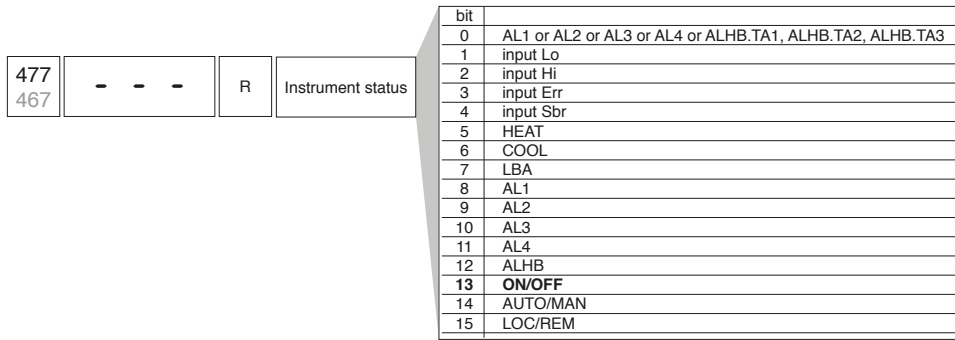 477
467
- - -
R
Instrument status
bit
0 AL1 or AL2 or AL3 or AL4 or ALHB.TA1, ALHB.TA2, ALHB.TA3
1 input Lo
2 input Hi
3 input Err
4 input Sbr
5 HEAT
6 COOL
7 LBA
8 AL1
9 AL2
10 AL3
11 AL4
12 ALHB
13 ON/OFF
14 AUTO/MAN
15 LOC/REM